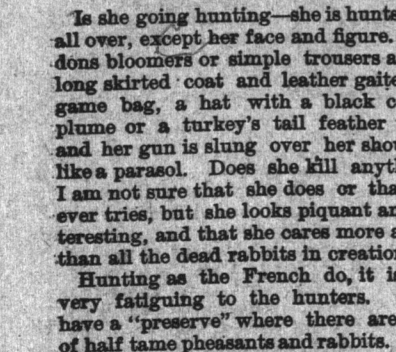 Is she going hunting—she is hunts
all over, except her face and figure.
dons bloomers or simple trousers a
long skirted coat and leather gaite
game bag, a hat with a black c
plume or a turkey's tail feather
and her gun is slung over her shou
like a parasol. Does she kill anyt
I am not sure that she does or tha
ever tries, but she looks piquant an
teresting, and that she cares more a
than all the dead rabbits in creation
Hunting as the French do, it is
very fatiguing to the hunters.
have a "preserve" where there are
of half tame pheasants and rabbits.